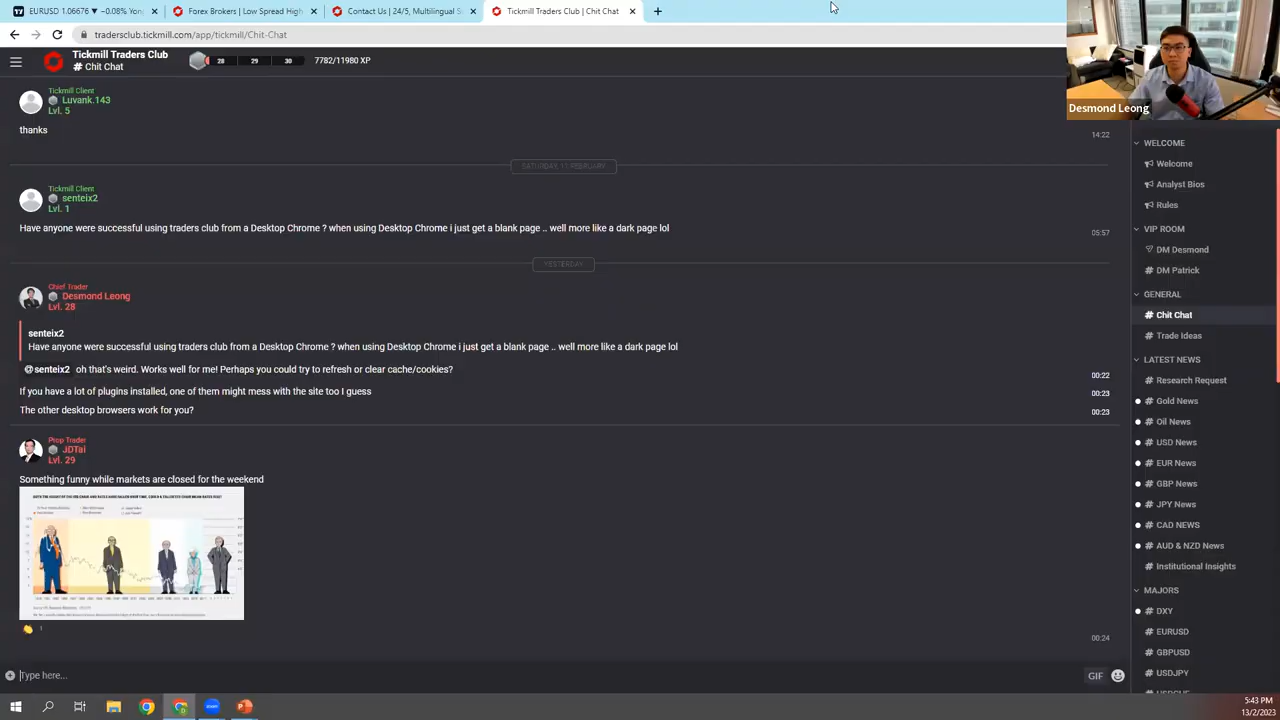 EURUSD 1.06676 ▼ −0.08% Yon
Forex Brokers | Low Spread High
Contact Us | 24/5, Multilingual S
Tickmill Traders Club | Chit Chat
tradersclub.tickmill.com/app/tickmill/Chit-Chat
Tickmill Traders Club
# Chit Chat
28 29 30 7782/11980 XP
Desmond Leong
Tickmill Client
Luvank.143
Lvl. 5
thanks
14:22
SATURDAY, 11 FEBRUARY
Tickmill Client
senteix2
Lvl. 1
Have anyone were successful using traders club from a Desktop Chrome ? when using Desktop Chrome i just get a blank page .. well more like a dark page lol
05:57
YESTERDAY
Chief Trader
Desmond Leong
Lvl. 28
senteix2
Have anyone were successful using traders club from a Desktop Chrome ? when using Desktop Chrome i just get a blank page .. well more like a dark page lol
@senteix2 oh that's weird. Works well for me! Perhaps you could try to refresh or clear cache/cookies?
00:22
If you have a lot of plugins installed, one of them might mess with the site too I guess
00:23
The other desktop browsers work for you?
00:23
Prop Trader
JDTai
Lvl. 29
Something funny while markets are closed for the weekend
00:24
Type here...
GIF
WELCOME
Welcome
Analyst Bios
Rules
VIP ROOM
DM Desmond
# DM Patrick
GENERAL
# Chit Chat
# Trade Ideas
LATEST NEWS
# Research Request
# Gold News
# Oil News
# USD News
# EUR News
# GBP News
# JPY News
# CAD NEWS
# AUD & NZD News
# Institutional Insights
MAJORS
# DXY
# EURUSD
# GBPUSD
# USDJPY
5:43 PM
13/2/2023